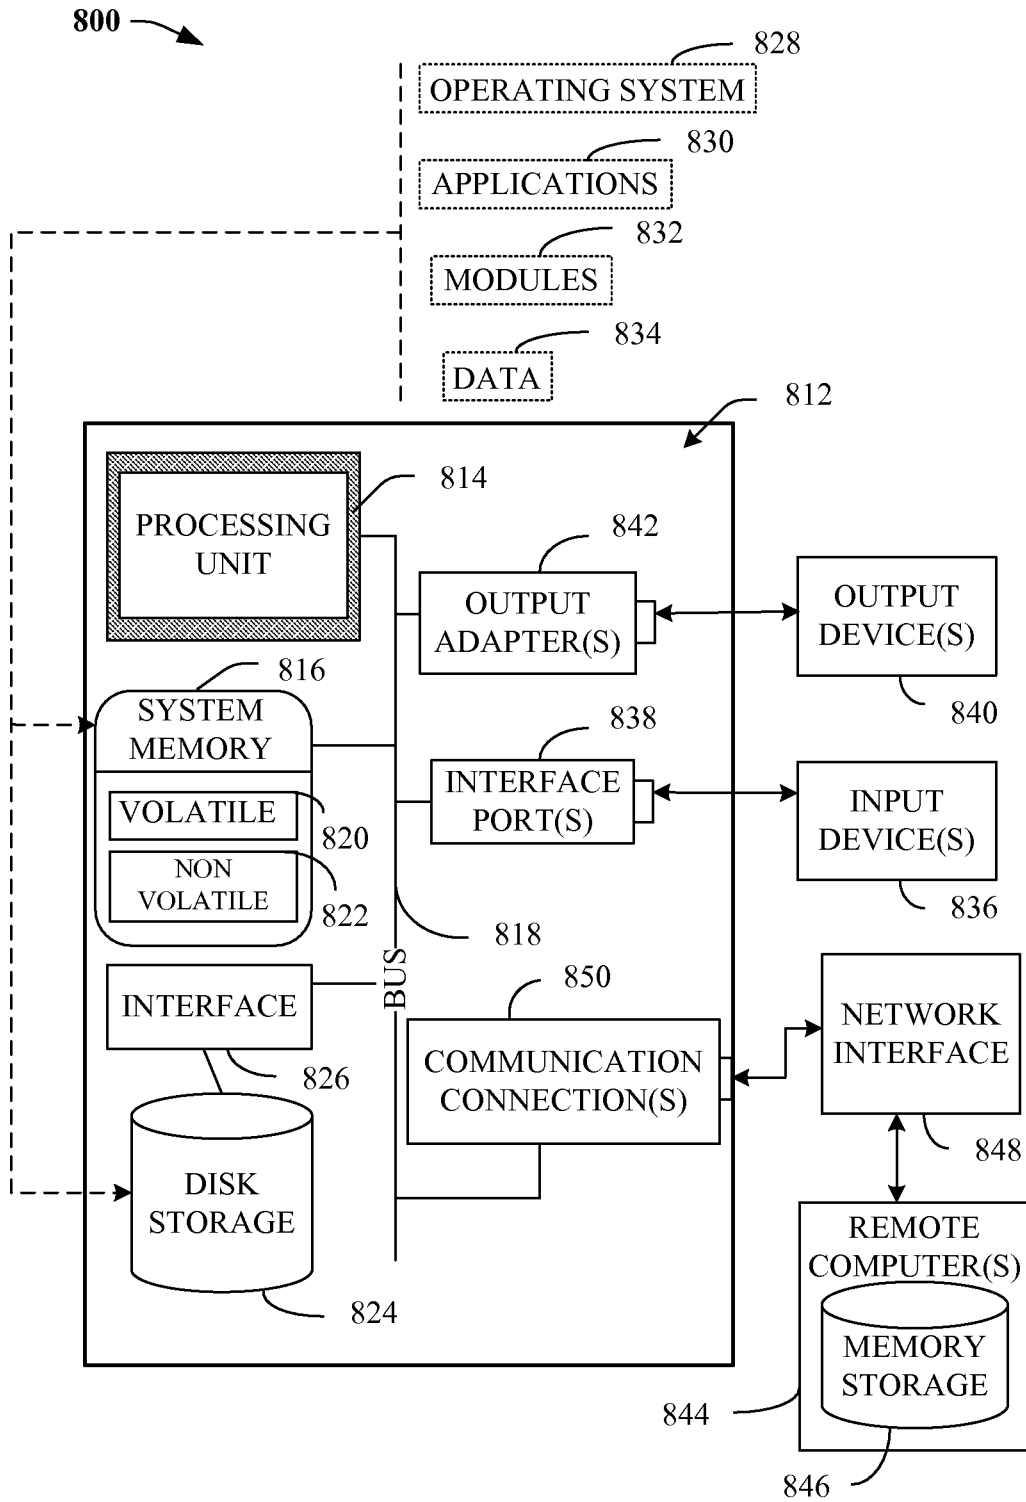 800
828
OPERATING SYSTEM
830
APPLICATIONS
832
MODULES
834
DATA
812
814
PROCESSING
UNIT
842
OUTPUT
ADAPTER(S)
OUTPUT
DEVICE(S)
840
816
SYSTEM
MEMORY
VOLATILE
820
NON
VOLATILE
822
838
INTERFACE
PORT(S)
INPUT
DEVICE(S)
836
818
BUS
INTERFACE
826
850
COMMUNICATION
CONNECTION(S)
NETWORK
INTERFACE
848
DISK
STORAGE
824
REMOTE
COMPUTER(S)
MEMORY
STORAGE
844
846